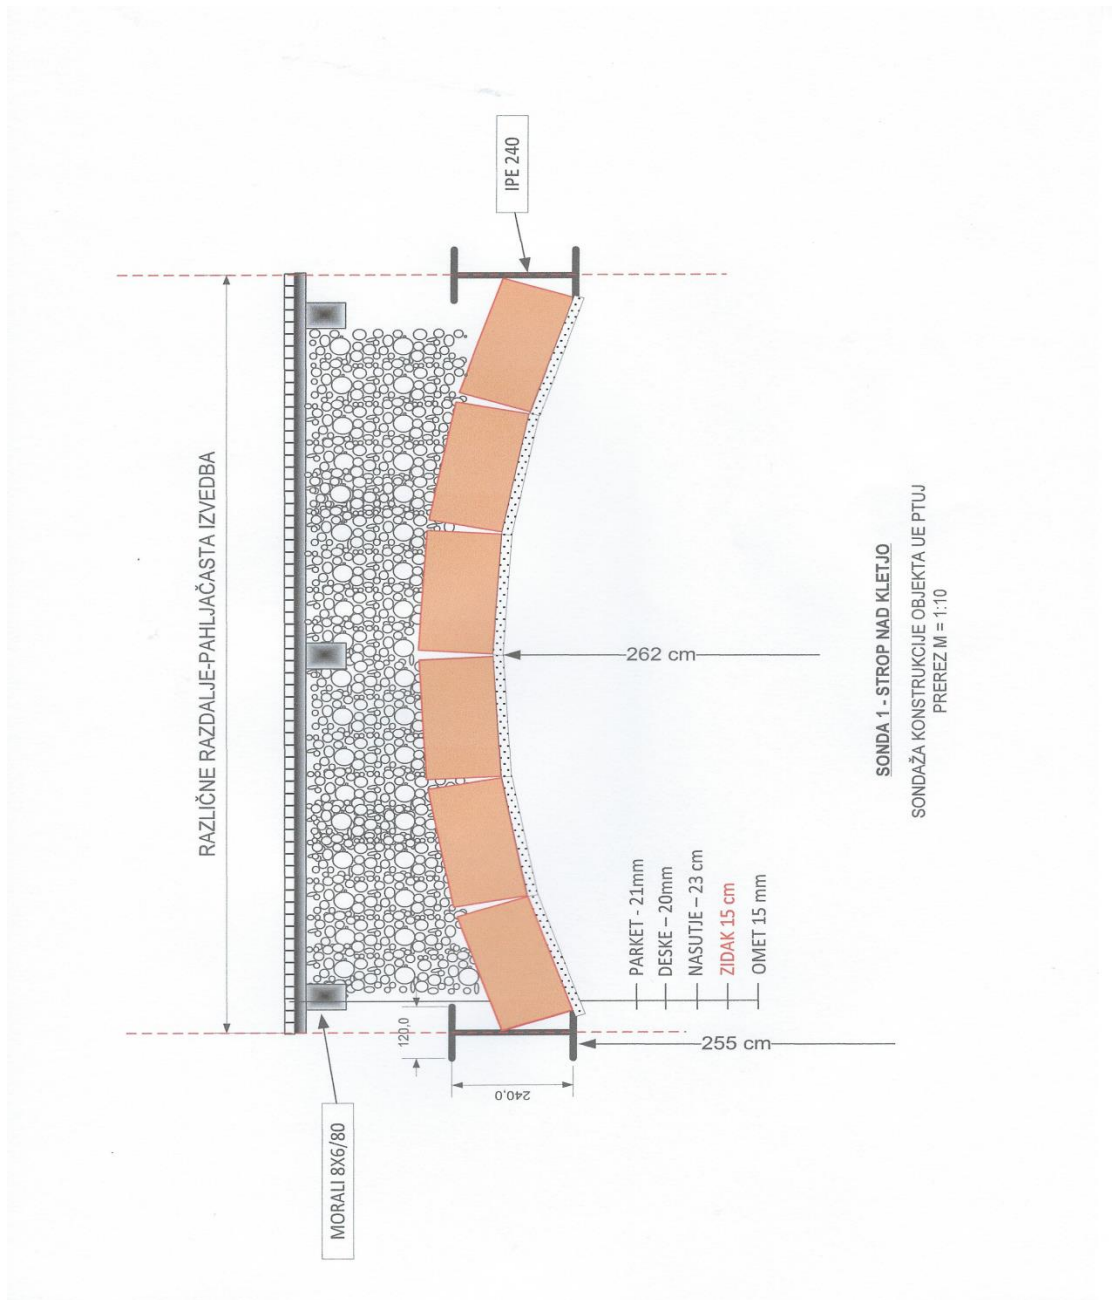 RAZLIČNE RAZDALJE-PAHLJAČASTA IZVEDBA
IPE 240
MORALI 8X6/80
120,0
240,0
262 cm
255 cm
PARKET - 21mm
DESKE – 20mm
NASUTJE – 23 cm
ZIDAK 15 cm
OMET 15 mm
SONDA 1 - STROP NAD KLETJO
SONDAŽA KONSTRUKCIJE OBJEKTA UE PTUJ
PREREZ M = 1:10